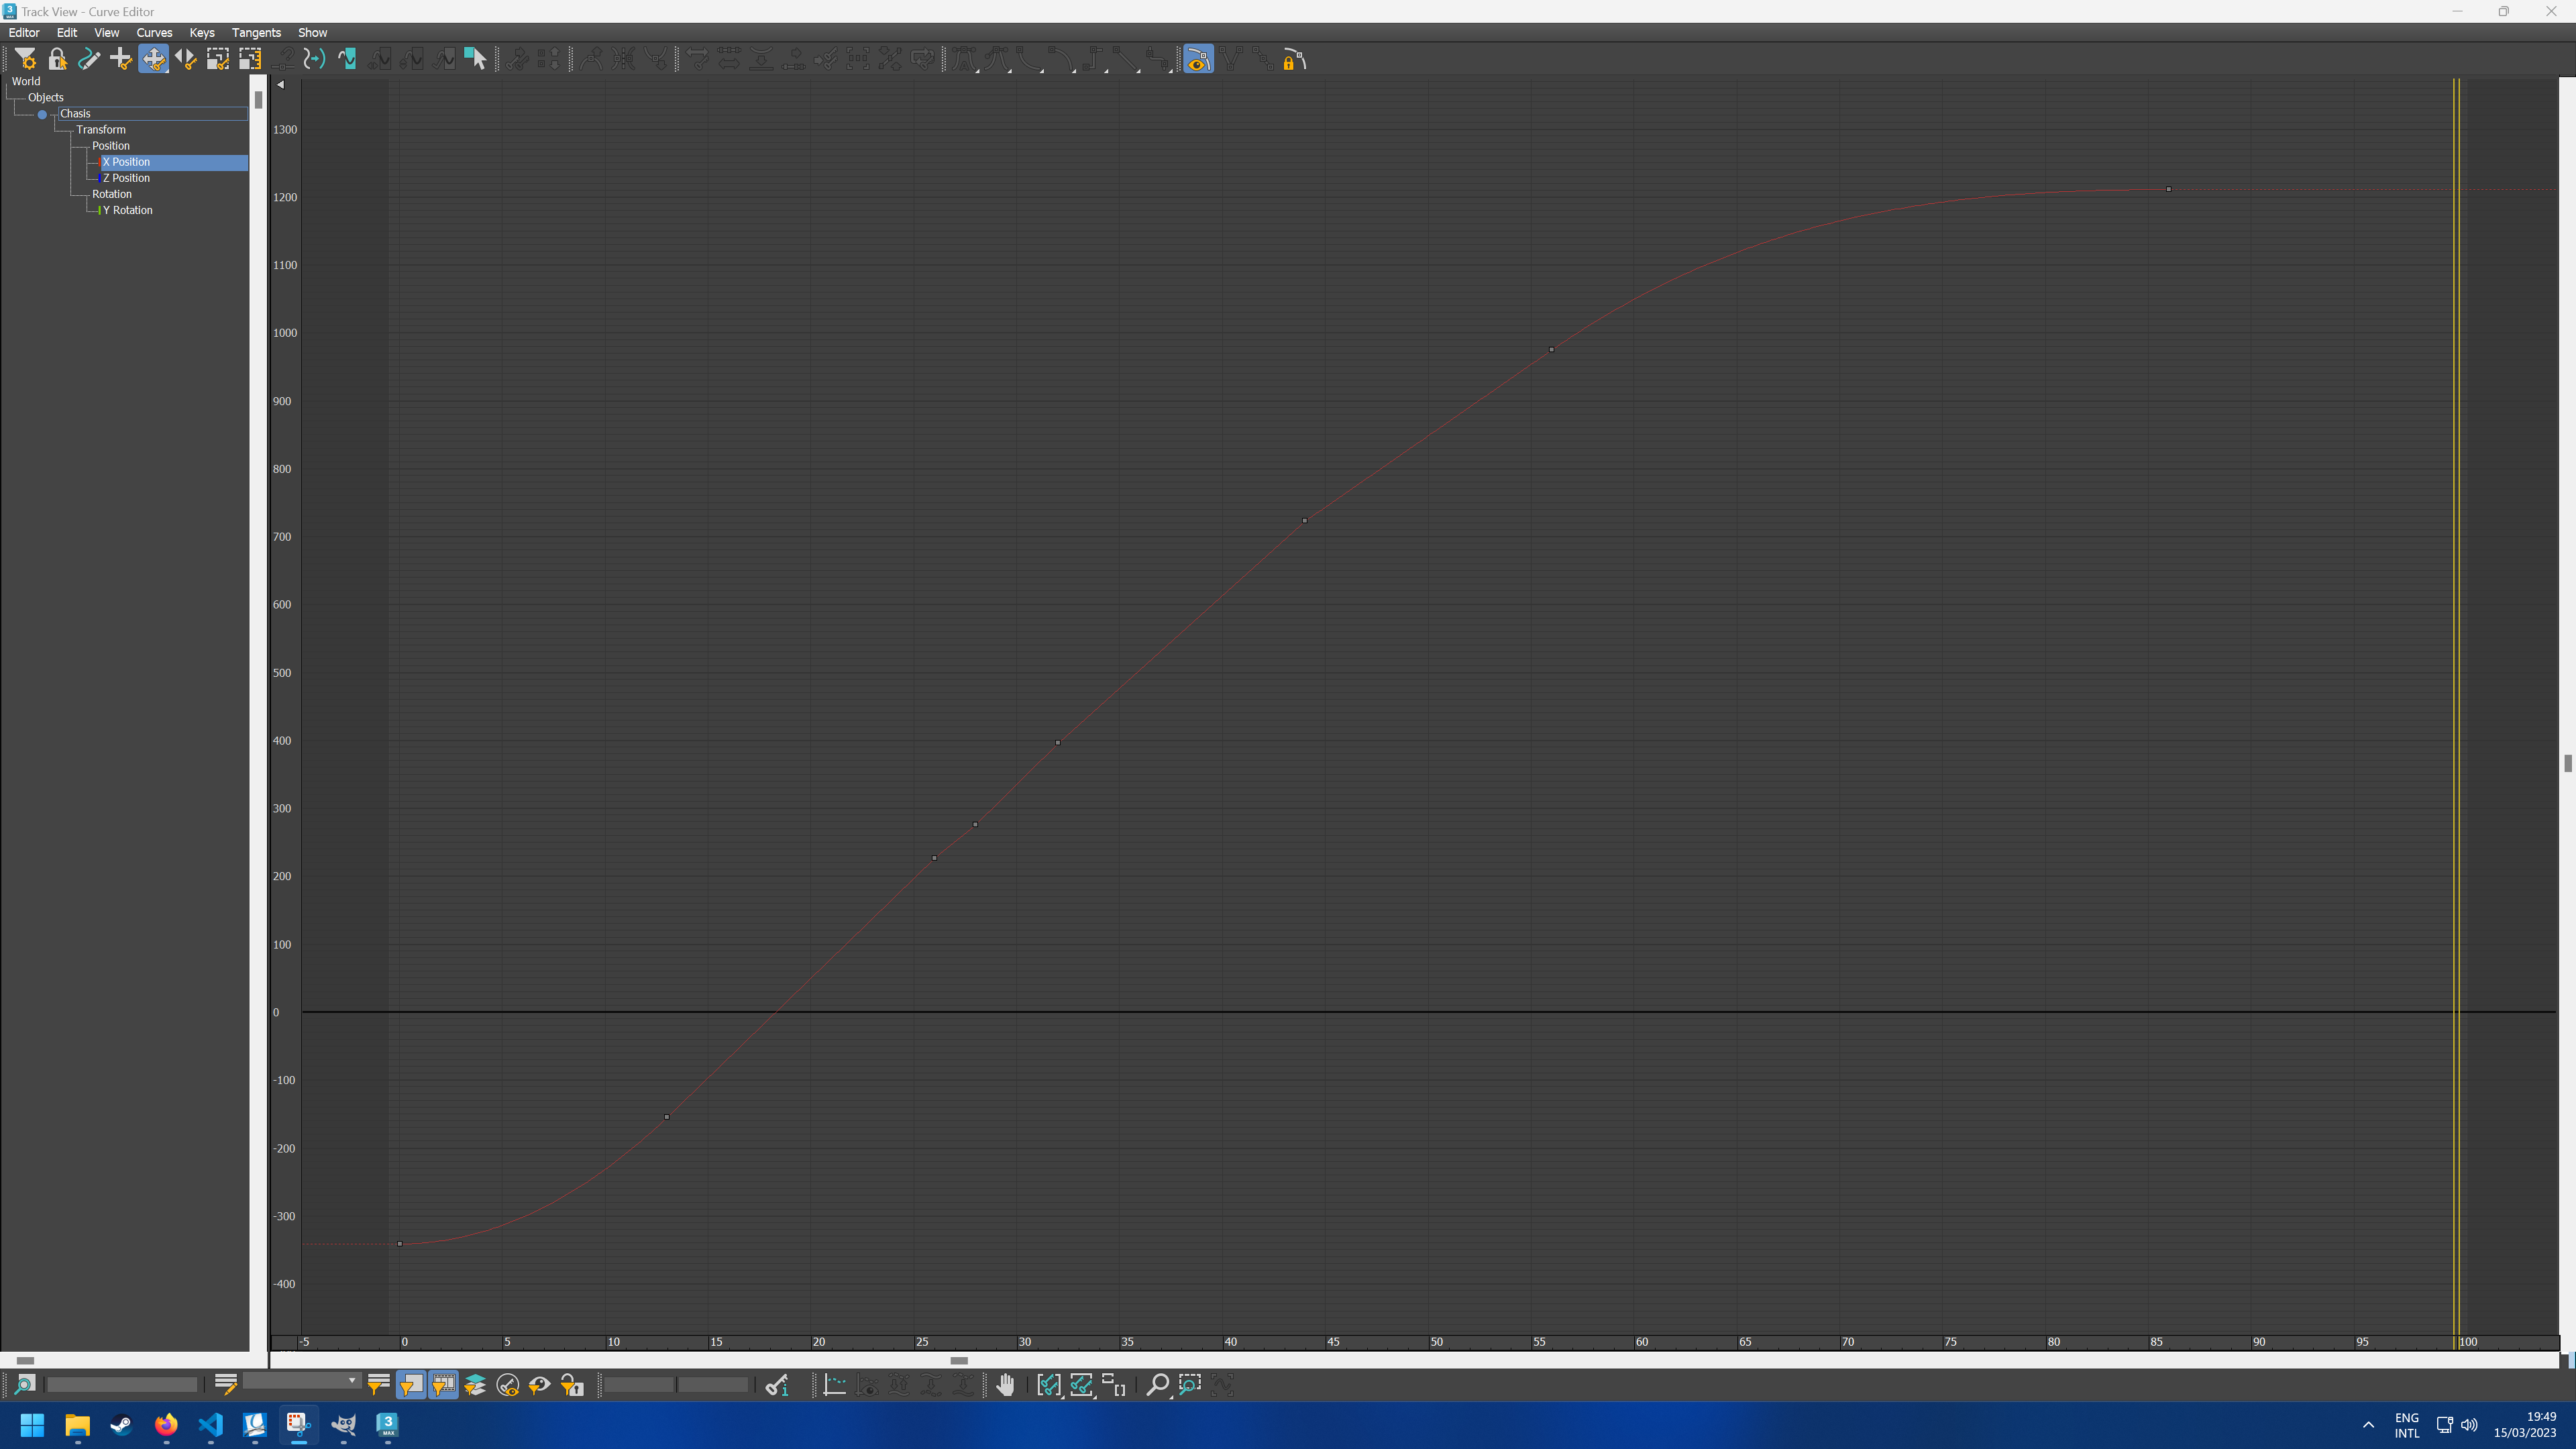 Track View - Curve Editor
Editor Edit View Curves Keys Tangents Show
World
Objects
Chasis
Transform
Position
X Position
Z Position
Rotation
Y Rotation
1300
1200
1100
1000
900
800
700
600
500
400
300
200
100
0
-100
-200
-300
-400
-5 0 5 10 15 20 25 30 35 40 45 50 55 60 65 70 75 80 85 90 95 100
3
MAX
ENG
INTL
19:49
15/03/2023